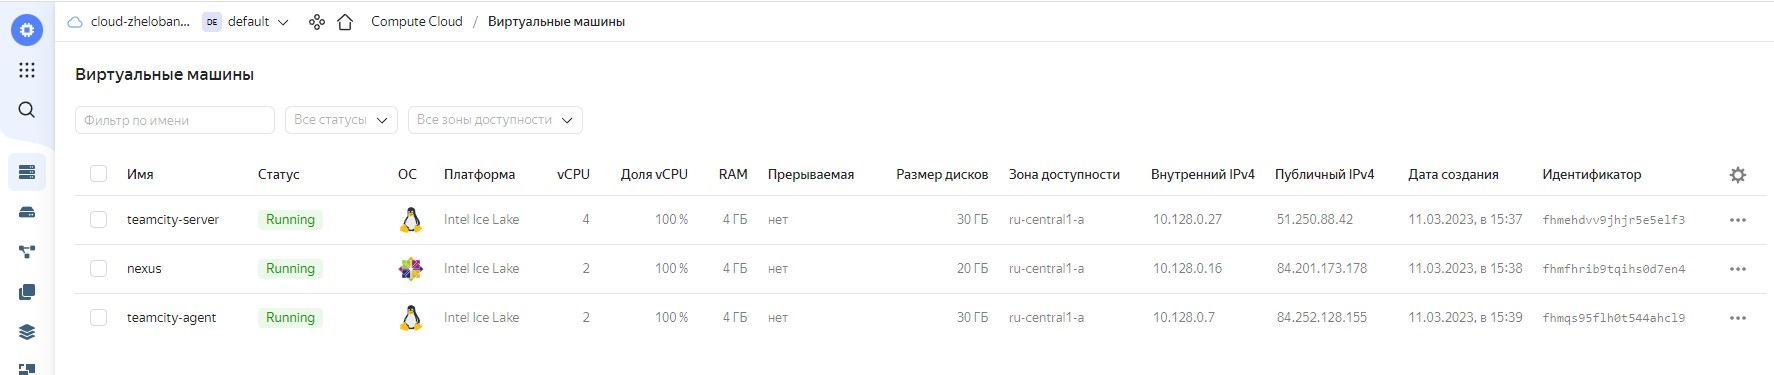 cloud-zheloban... DE default Compute Cloud / Виртуальные машины
Виртуальные машины
Фильтр по имени Все статусы Все зоны доступности
Имя Статус ОС Платформа vCPU Доля vCPU RAM Прерываемая Размер дисков Зона доступности Внутренний IPv4 Публичный IPv4 Дата создания Идентификатор
teamcity-server Running Intel Ice Lake 4 100 % 4 ГБ нет 30 ГБ ru-central1-a 10.128.0.27 51.250.88.42 11.03.2023, в 15:37 fhmehdvv9jhjr5e5elf3
nexus Running Intel Ice Lake 2 100 % 4 ГБ нет 20 ГБ ru-central1-a 10.128.0.16 84.201.173.178 11.03.2023, в 15:38 fhmfhrib9tqihs0d7en4
teamcity-agent Running Intel Ice Lake 2 100 % 4 ГБ нет 30 ГБ ru-central1-a 10.128.0.7 84.252.128.155 11.03.2023, в 15:39 fhmqs95flh0t544ahcl9